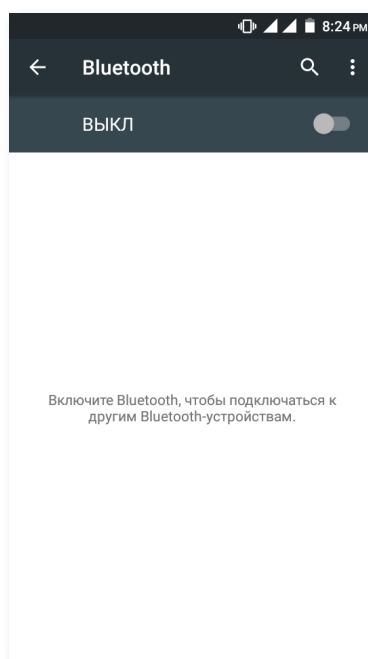 8:24 PM
Bluetooth
ВЫКЛ
Включите Bluetooth, чтобы подключаться к
другим Bluetooth-устройствам.